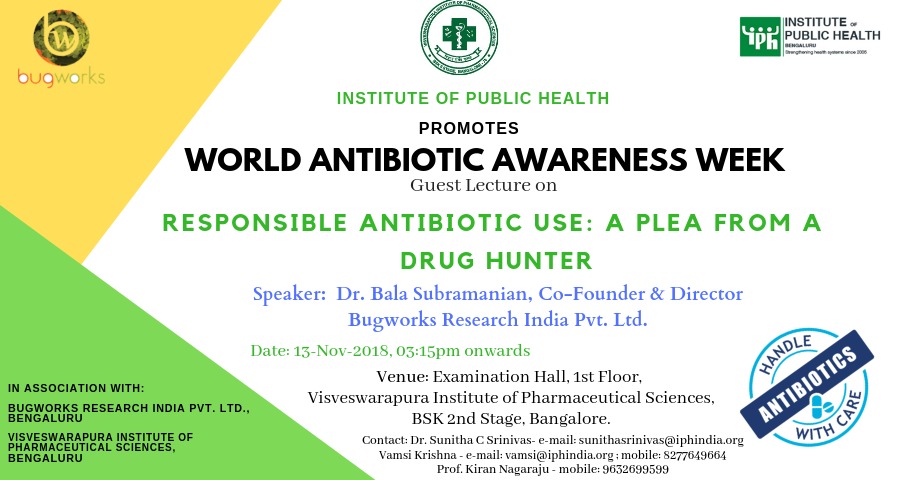 bugworks
INSTITUTE OF
PUBLIC HEALTH
BENGALURU
Strengthening health systems since 2005
iph
INSTITUTE OF PUBLIC HEALTH
PROMOTES
WORLD ANTIBIOTIC AWARENESS WEEK
Guest Lecture on
RESPONSIBLE ANTIBIOTIC USE: A PLEA FROM A
DRUG HUNTER
Speaker: Dr. Bala Subramanian, Co-Founder & Director
Bugworks Research India Pvt. Ltd.
Date: 13-Nov-2018, 03:15pm onwards
Venue: Examination Hall, 1st Floor,
Visveswarapura Institute of Pharmaceutical Sciences,
BSK 2nd Stage, Bangalore.
Contact: Dr. Sunitha C Srinivas- e-mail: sunithasrinivas@iphindia.org
Vamsi Krishna - e-mail: vamsi@iphindia.org ; mobile: 8277649664
Prof. Kiran Nagaraju - mobile: 9632699599
IN ASSOCIATION WITH:
BUGWORKS RESEARCH INDIA PVT. LTD.,
BENGALURU
VISVESWARAPURA INSTITUTE OF
PHARMACEUTICAL SCIENCES,
BENGALURU
HANDLE
ANTIBIOTICS
WITH CARE